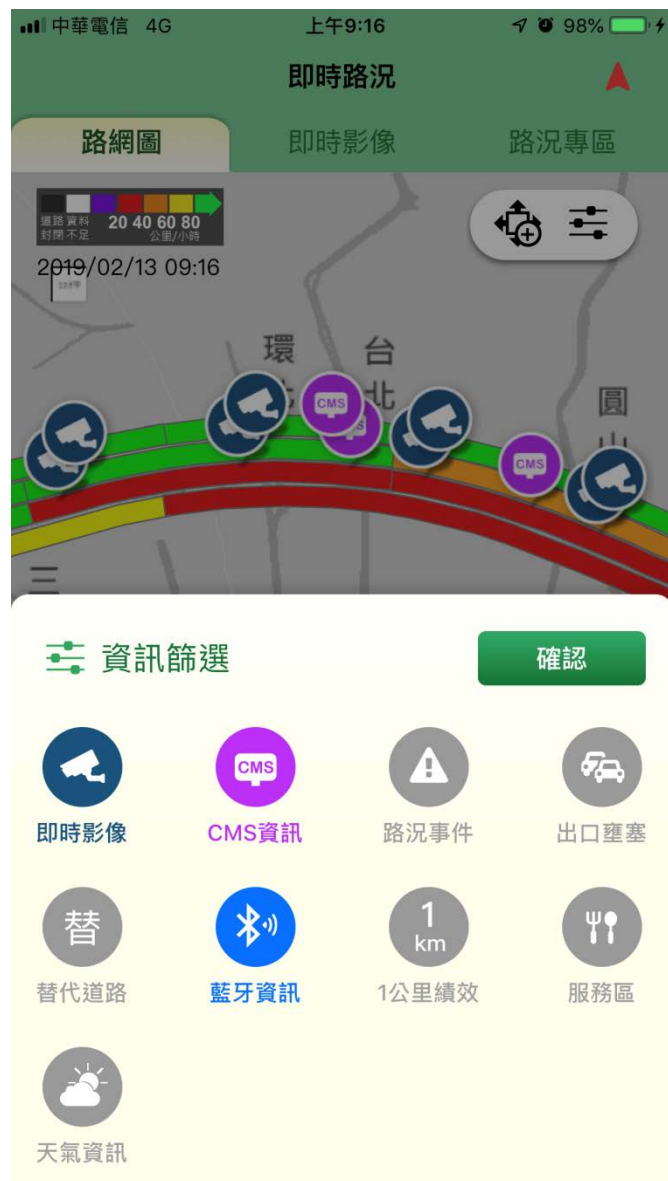 中華電信 4G 上午9:16 98%
即時路況
路網圖 即時影像 路況專區
道路 資料 20 40 60 80
封閉 不足 公里/小時
2019/02/13 09:16
環 台
北 圓
CMS
CMS
山
三
資訊篩選 確認
CMS
即時影像 CMS資訊 路況事件 出口壅塞
替 1
km
替代道路 藍牙資訊 1公里績效 服務區
天氣資訊